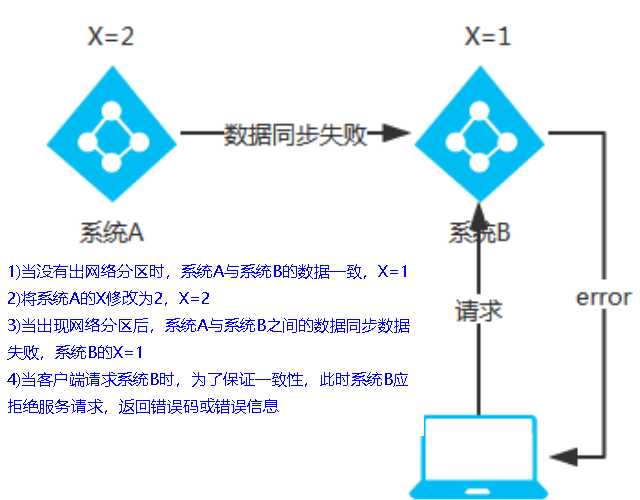 X=2
X=1
数据同步失败
系统A
系统B
1)当没有出网络分区时，系统A与系统B的数据一致，X=1
2)将系统A的X修改为2，X=2
3)当出现网络分区后，系统A与系统B之间的数据同步数据
失败，系统B的X=1
4)当客户端请求系统B时，为了保证一致性，此时系统B应
拒绝服务请求，返回错误码或错误信息
请求
error